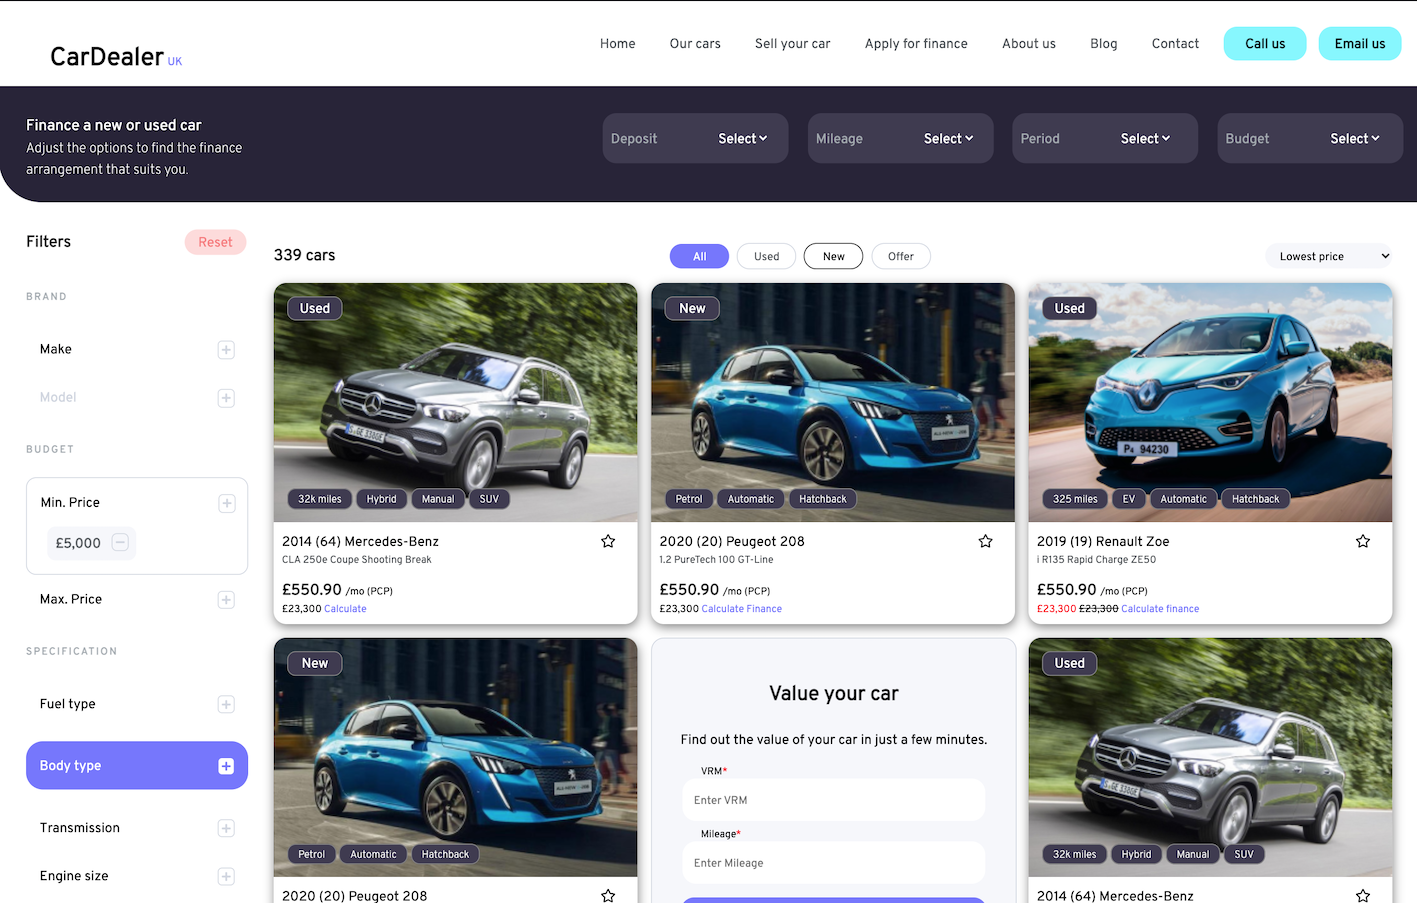 CarDealer UK
Home Our cars Sell your car Apply for finance About us Blog Contact Call us Email us
Finance a new or used car
Adjust the options to find the finance
arrangement that suits you.
Deposit Select Mileage Select Period Select Budget Select
Filters Reset
339 cars All Used New Offer Lowest price
BRAND
Make
Model
BUDGET
Min. Price
£5,000
Max. Price
SPECIFICATION
Fuel type
Body type
Transmission
Engine size
Used
32k miles Hybrid Manual SUV
2014 (64) Mercedes-Benz
CLA 250e Coupe Shooting Break
£550.90 /mo (PCP)
£23,300 Calculate
New
Petrol Automatic Hatchback
2020 (20) Peugeot 208
1.2 PureTech 100 GT-Line
£550.90 /mo (PCP)
£23,300 Calculate Finance
Used
P4 94230
325 miles EV Automatic Hatchback
2019 (19) Renault Zoe
i R135 Rapid Charge ZE50
£550.90 /mo (PCP)
£23,300 £23,300 Calculate finance
New
Petrol Automatic Hatchback
2020 (20) Peugeot 208
Value your car
Find out the value of your car in just a few minutes.
VRM*
Enter VRM
Mileage*
Enter Mileage
Used
32k miles Hybrid Manual SUV
2014 (64) Mercedes-Benz